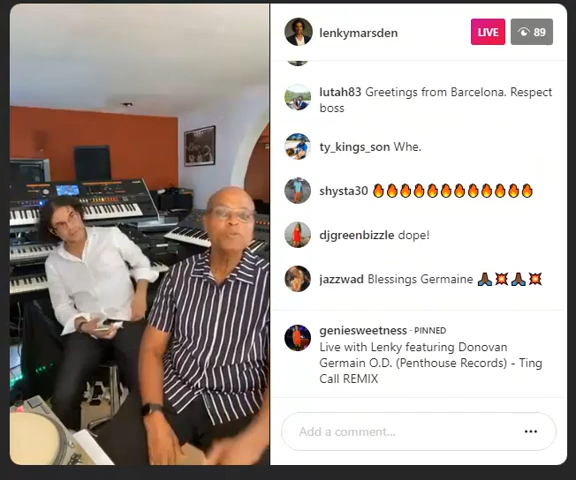 lenkymarsden
LIVE
89
lutah83 Greetings from Barcelona. Respect
boss
ty_kings_son Whe.
shysta30 🔥🔥🔥🔥🔥🔥🔥🔥🔥🔥🔥🔥
djgreenbizzle dope!
jazzwad Blessings Germaine 🙏🏾💥🙏🏾💥
geniesweetness · PINNED
Live with Lenky featuring Donovan
Germain O.D. (Penthouse Records) - Ting
Call REMIX
Add a comment...